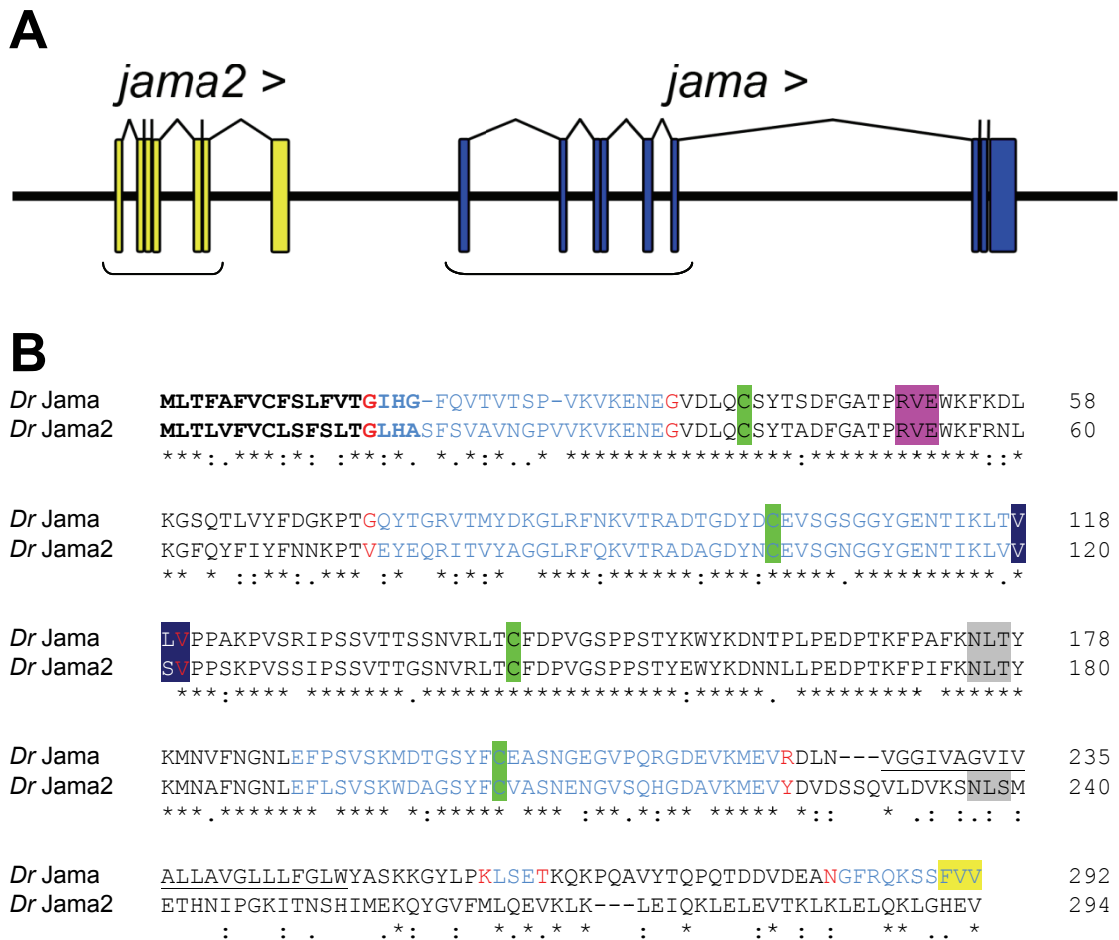 A
jama2 > jama >
B
Dr Jama MLTFAFVCFSLFVTGIHG-FQVTVTSP-VKVKENEGVDLQCSYTSDFGATPRVEWKFKDL 58
Dr Jama2 MLTLVFVCLSFSLTGLHASFSVAVNGPVVKVKENEGVDLQCSYTADFGATPRVEWKFRNL 60
***:.***:*: :**:*. *.*:*..* ****************:************::*
Dr Jama KGSQTLVYFDGKPTGQYTGRVTMYDKGLRFNKVTRADTGDYDCEVSGSGGYGENTIKLTV 118
Dr Jama2 KGFQYFIYFNNKPTVEYEQRITVYAGGLRFQKVTRADAGDYNCEVSGNGGYGENTIKLVV 120
** * ::**:.*** :* *:*:* ****:******:***:*****.**********.*
Dr Jama LVPPAKPVSRIPSSVTTSSNVRLTCFDPVGSPPSTYKWYKDNTPLPEDPTKFPAFKNLTY 178
Dr Jama2 SVPPSKPVSSIPSSVTTGSNVRLTCFDPVGSPPSTYEWYKDNNLLPEDPTKFPIFKNLTY 180
***:**** *******.******************:*****. ********* ******
Dr Jama KMNVFNGNLEFPSVSKMDTGSYFCEASNGEGVPQRGDEVKMEVRDLN---VGGIVAGVIV 235
Dr Jama2 KMNAFNGNLEFLSVSKWDAGSYFCVASNENGVSQHGDAVKMEVYDVDSSQVLDVKSNLSM 240
***.******* **** *:***** *** :**.*:** ***** *:: * .: :.: :
Dr Jama ALLAVGLLLFGLWYASKKGYLPKLSETKQKPQAVYTQPQTDDVDEANGFRQKSSFVV 292
Dr Jama2 ETHNIPGKITNSHIMEKQYGVFMLQEVKLK---LEIQKLELEVTKLKLELQKLGHEV 294
: : . .*: : *.*.* * : * :* : : ** .. *